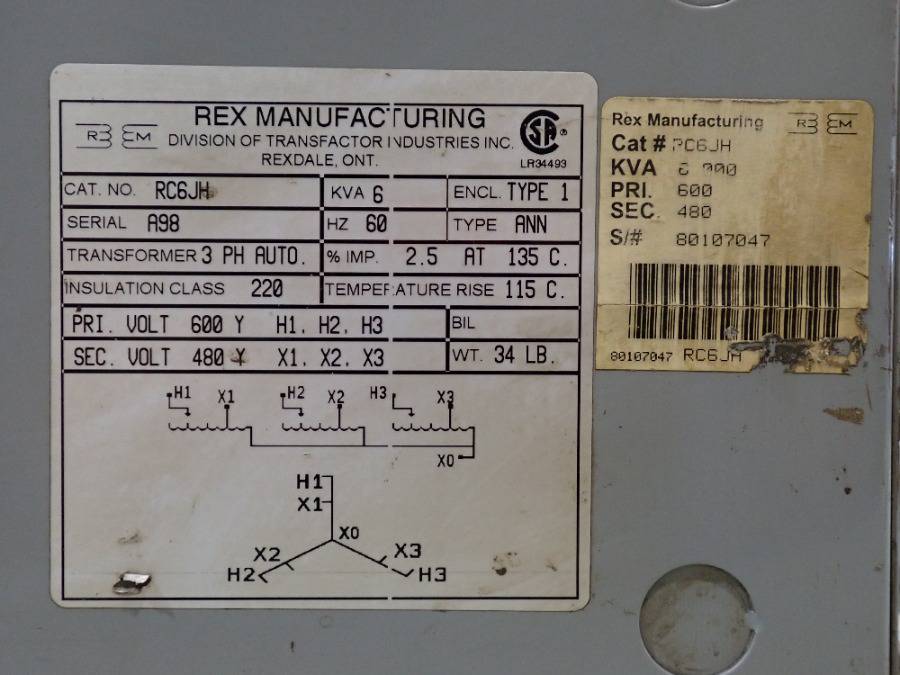 REX MANUFACTURING
DIVISION OF TRANSFACTOR INDUSTRIES INC.
REXDALE, ONT.
LR34493
CAT. NO. RC6JH KVA 6 ENCL. TYPE 1
SERIAL A98 HZ 60 TYPE ANN
TRANSFORMER 3 PH AUTO. % IMP. 2.5 AT 135 C.
INSULATION CLASS 220 TEMPERATURE RISE 115 C.
PRI. VOLT 600 Y H1, H2, H3 BIL
SEC. VOLT 480 Y X1, X2, X3 WT. 34 LB.
H1 X1 H2 X2 H3 X3
X0
H1
X1
X0
X2 X3
H2 H3
Rex Manufacturing
Cat # RC6JH
KVA
PRI. 600
SEC. 480
S/# 80107047
80107047 RC6JH